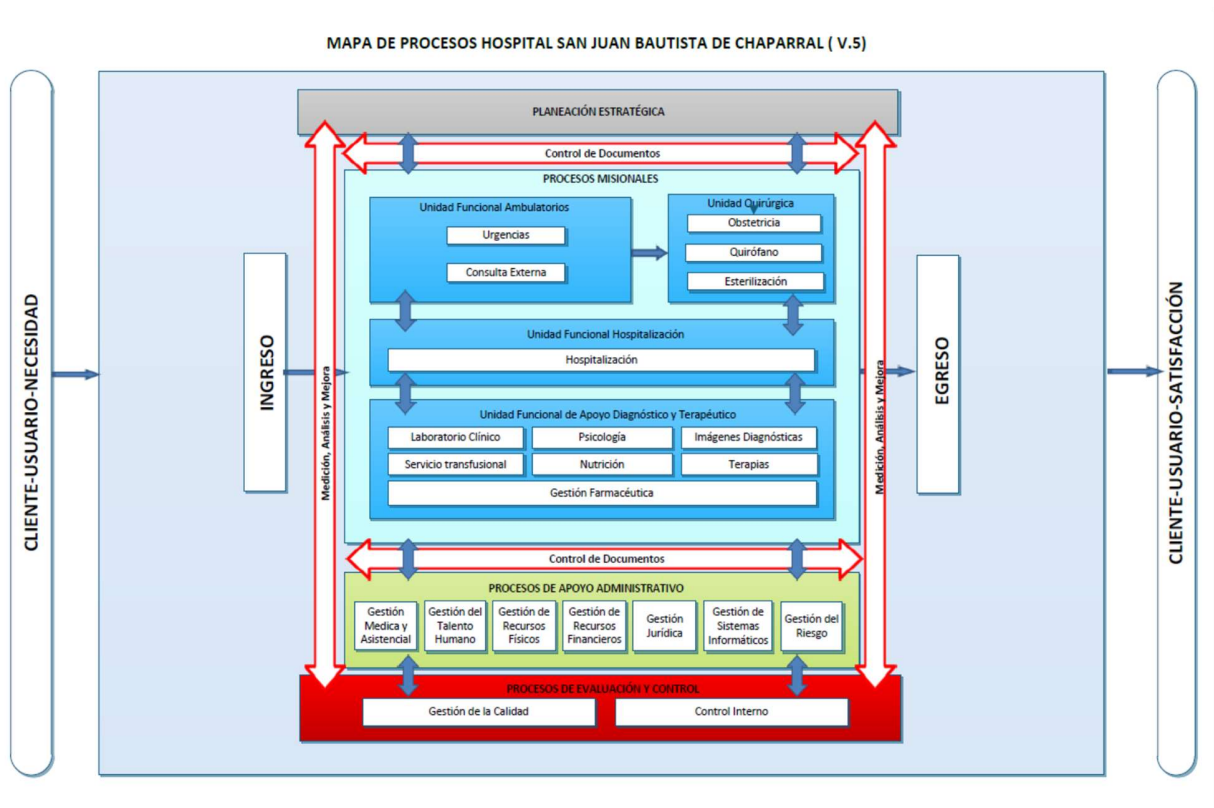 MAPA DE PROCESOS HOSPITAL SAN JUAN BAUTISTA DE CHAPARRAL ( V.5)
CLIENTE-USUARIO-NECESIDAD
INGRESO
PLANEACIÓN ESTRATÉGICA
Control de Documentos
Medición, Análisis y Mejora
PROCESOS MISIONALES
Unidad Funcional Ambulatorios
Urgencias
Consulta Externa
Unidad Quirúrgica
Obstetricia
Quirófano
Esterilización
Unidad Funcional Hospitalización
Hospitalización
Unidad Funcional de Apoyo Diagnóstico y Terapéutico
Laboratorio Clínico
Psicología
Imágenes Diagnósticas
Servicio transfusional
Nutrición
Terapias
Gestión Farmacéutica
Medición, Análisis y Mejora
Control de Documentos
PROCESOS DE APOYO ADMINISTRATIVO
Gestión
Medica y
Asistencial
Gestión del
Talento
Humano
Gestión de
Recursos
Físicos
Gestión de
Recursos
Financieros
Gestión
Jurídica
Gestión de
Sistemas
Informáticos
Gestión del
Riesgo
PROCESOS DE EVALUACIÓN Y CONTROL
Gestión de la Calidad
Control Interno
EGRESO
CLIENTE-USUARIO-SATISFACCIÓN